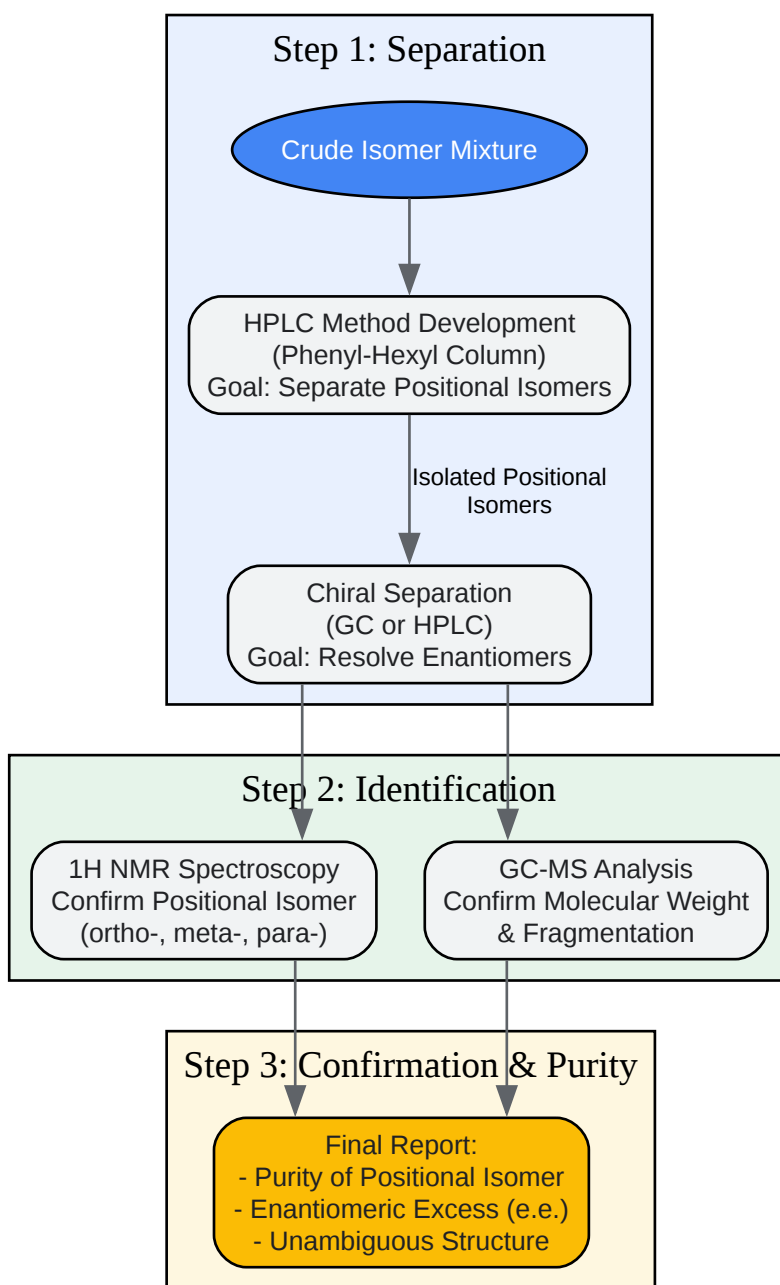 Step 1: Separation
Crude Isomer Mixture
HPLC Method Development
(Phenyl-Hexyl Column)
Goal: Separate Positional Isomers
Isolated Positional
Isomers
Chiral Separation
(GC or HPLC)
Goal: Resolve Enantiomers
Step 2: Identification
1H NMR Spectroscopy
Confirm Positional Isomer
(ortho-, meta-, para-)
GC-MS Analysis
Confirm Molecular Weight
& Fragmentation
Step 3: Confirmation & Purity
Final Report:
- Purity of Positional Isomer
- Enantiomeric Excess (e.e.)
- Unambiguous Structure